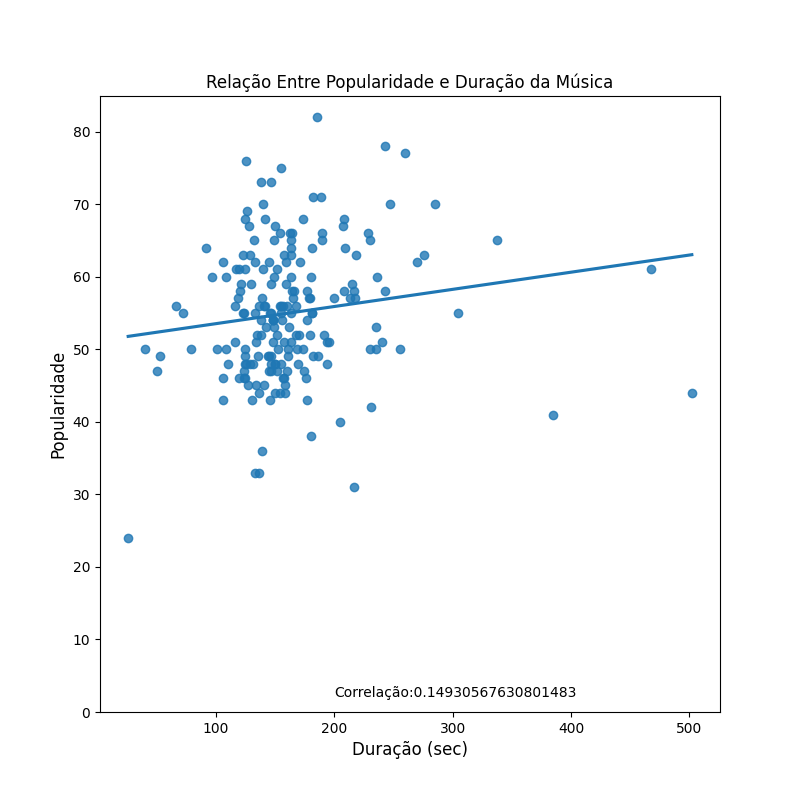 Relação Entre Popularidade e Duração da Música
80
70
60
50
40
30
20
10
0
Popularidade
Correlação:0.14930567630801483
100 200 300 400 500
Duração (sec)